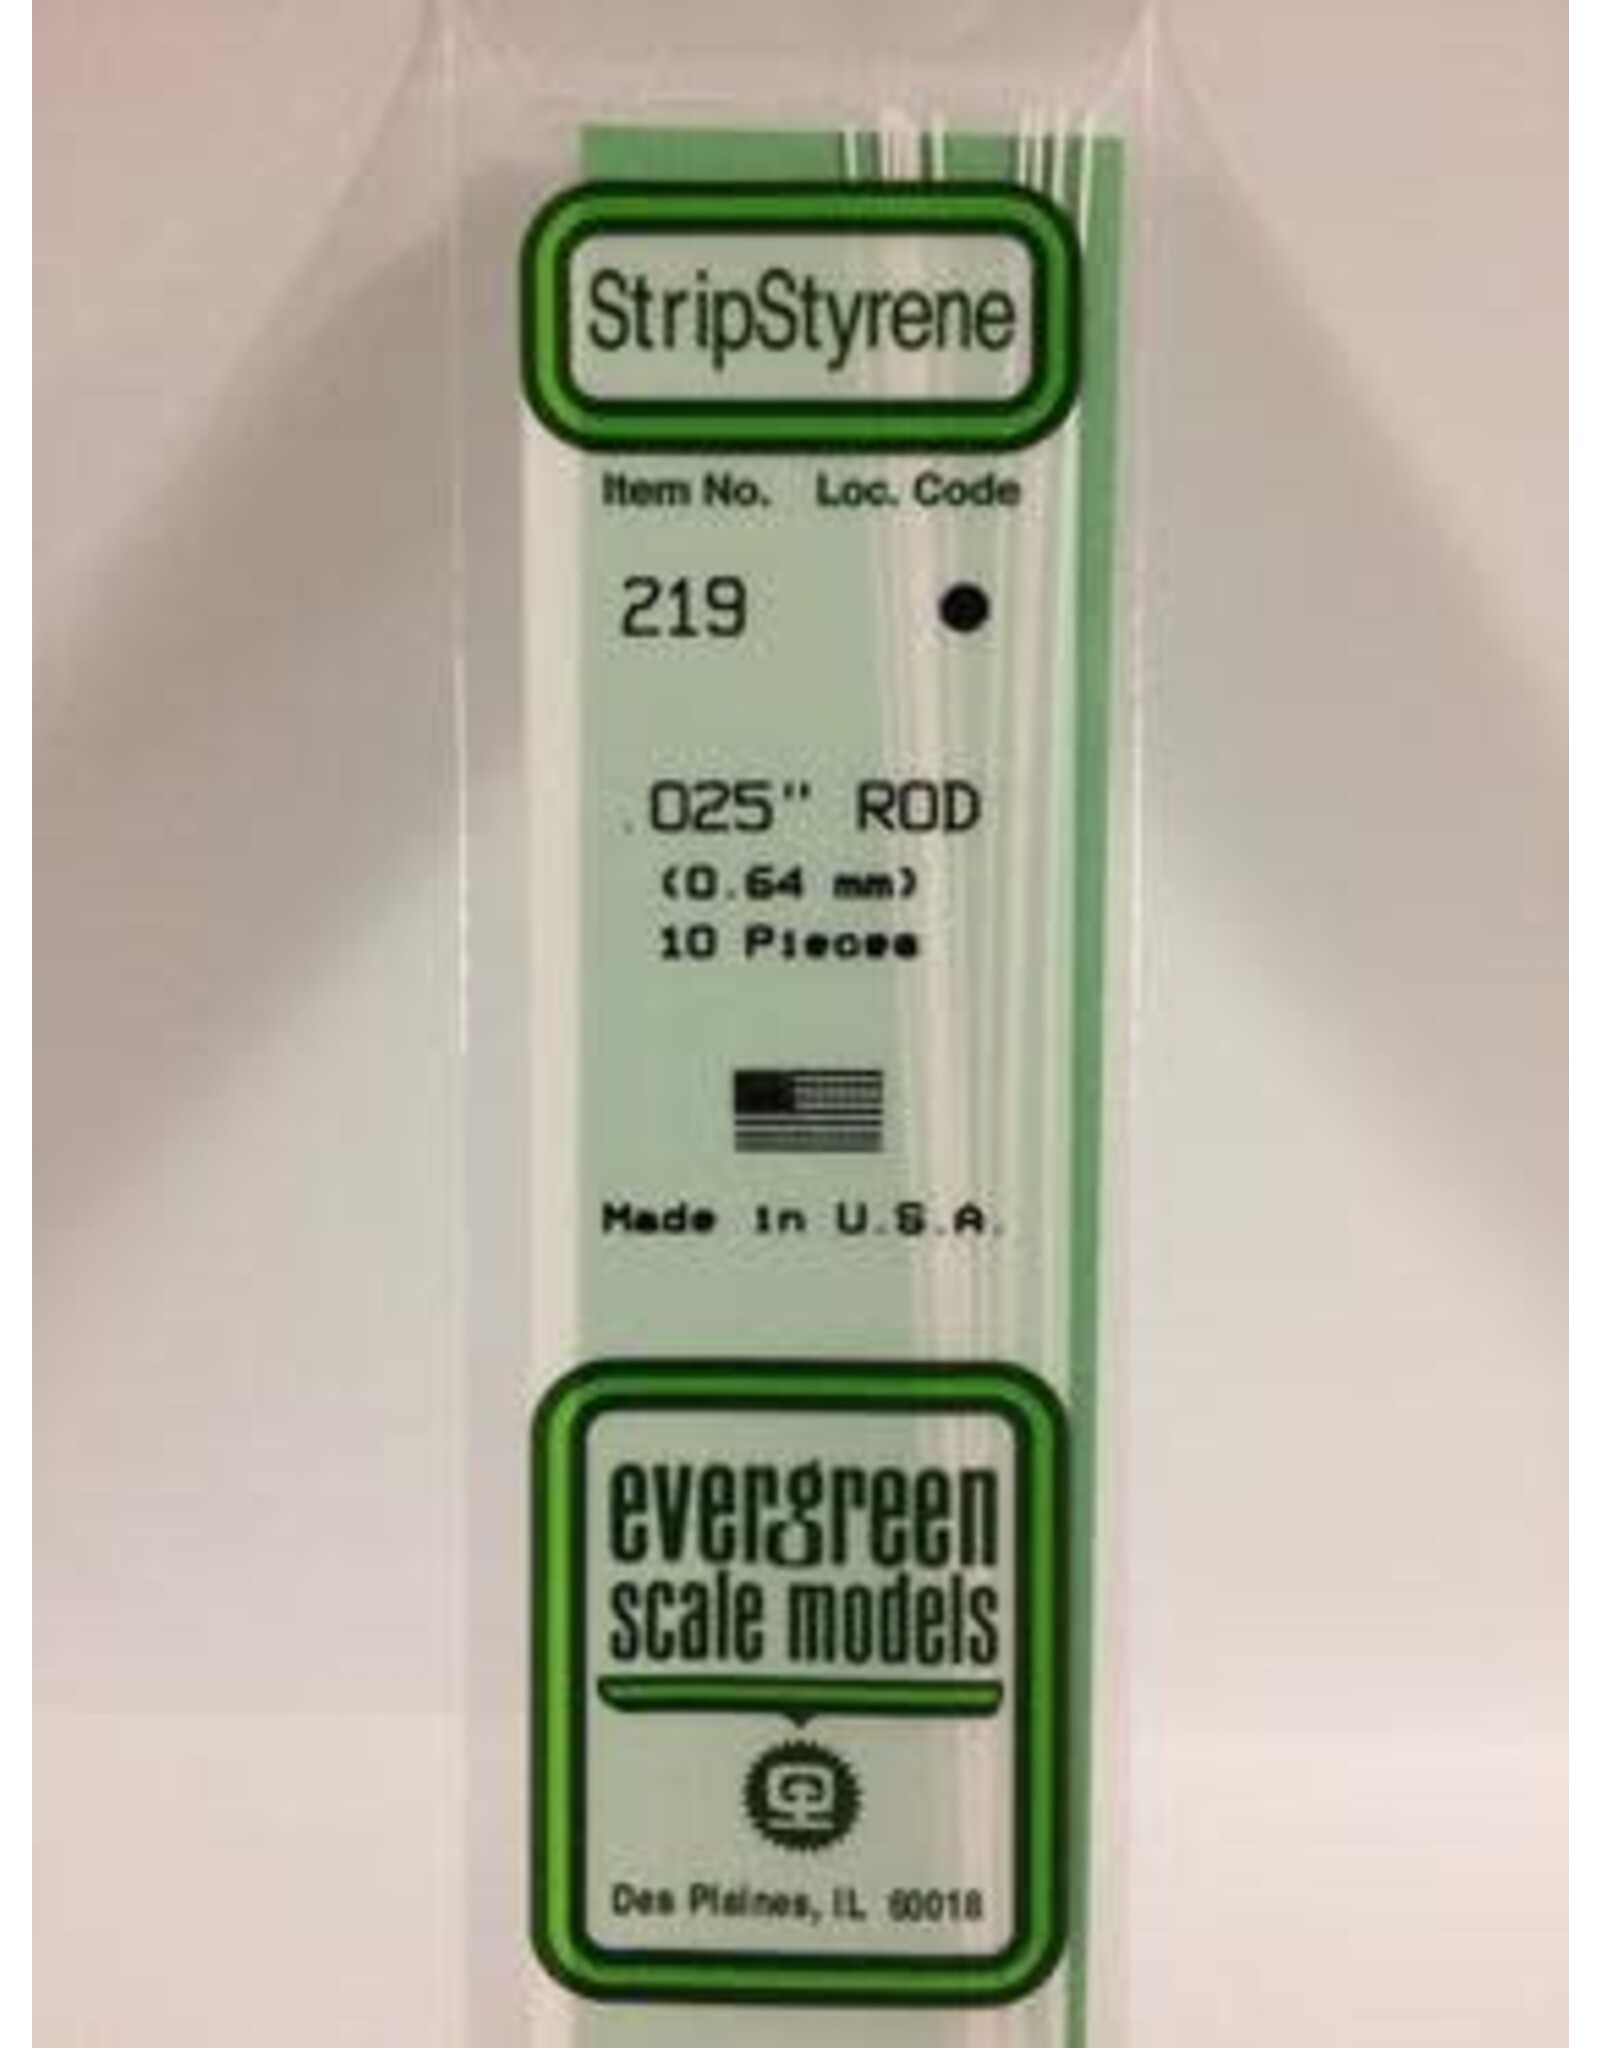 StripStyrene
Item No. Loc. Code
219
.025" ROD
(0.64 mm)
10 Pieces
Made in U.S.A.
evergreen
scale models
Des Plaines, IL 60018